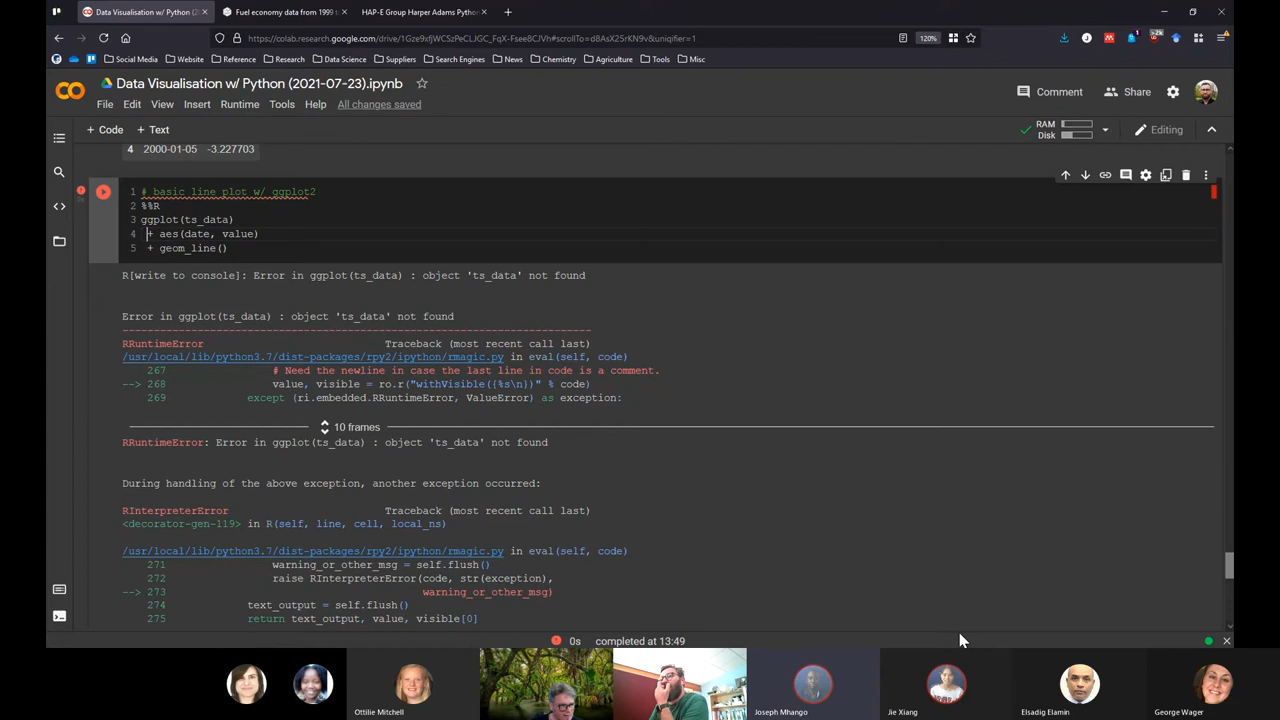 Data Visualisation w/ Python (2
Fuel economy data from 1999
HAP-E Group Harper Adams Python
https://colab.research.google.com/drive/1Gze9xfjWCSzPeCLJGC_FqX-Fsee8CJVh#scrollTo=d8AsX2SrKN9v&uniqifier=1
120%
Social Media
Website
Reference
Research
Data Science
Suppliers
Search Engines
News
Chemistry
Agriculture
Tools
Misc
Data Visualisation w/ Python (2021-07-23).ipynb
File Edit View Insert Runtime Tools Help All changes saved
Comment
Share
+ Code + Text
RAM
Disk
Editing
4 2000-01-05 -3.227703
1 # basic line plot w/ ggplot2
2 %%R
3 ggplot(ts_data)
4 + aes(date, value)
5 + geom_line()
R[write to console]: Error in ggplot(ts_data) : object 'ts_data' not found
Error in ggplot(ts_data) : object 'ts_data' not found
---------------------------------------------------------------------------
RRuntimeError Traceback (most recent call last)
/usr/local/lib/python3.7/dist-packages/rpy2/ipython/rmagic.py in eval(self, code)
267 # Need the newline in case the last line in code is a comment.
--> 268 value, visible = ro.r("withVisible({%s\n})" % code)
269 except (ri.embedded.RRuntimeError, ValueError) as exception:
10 frames
RRuntimeError: Error in ggplot(ts_data) : object 'ts_data' not found
During handling of the above exception, another exception occurred:
RInterpreterError Traceback (most recent call last)
<decorator-gen-119> in R(self, line, cell, local_ns)
/usr/local/lib/python3.7/dist-packages/rpy2/ipython/rmagic.py in eval(self, code)
271 warning_or_other_msg = self.flush()
272 raise RInterpreterError(code, str(exception),
--> 273 warning_or_other_msg)
274 text_output = self.flush()
275 return text_output, value, visible[0]
0s completed at 13:49
Ottilie Mitchell
Joseph Mhango
Jie Xiang
Elsadig Elamin
George Wager